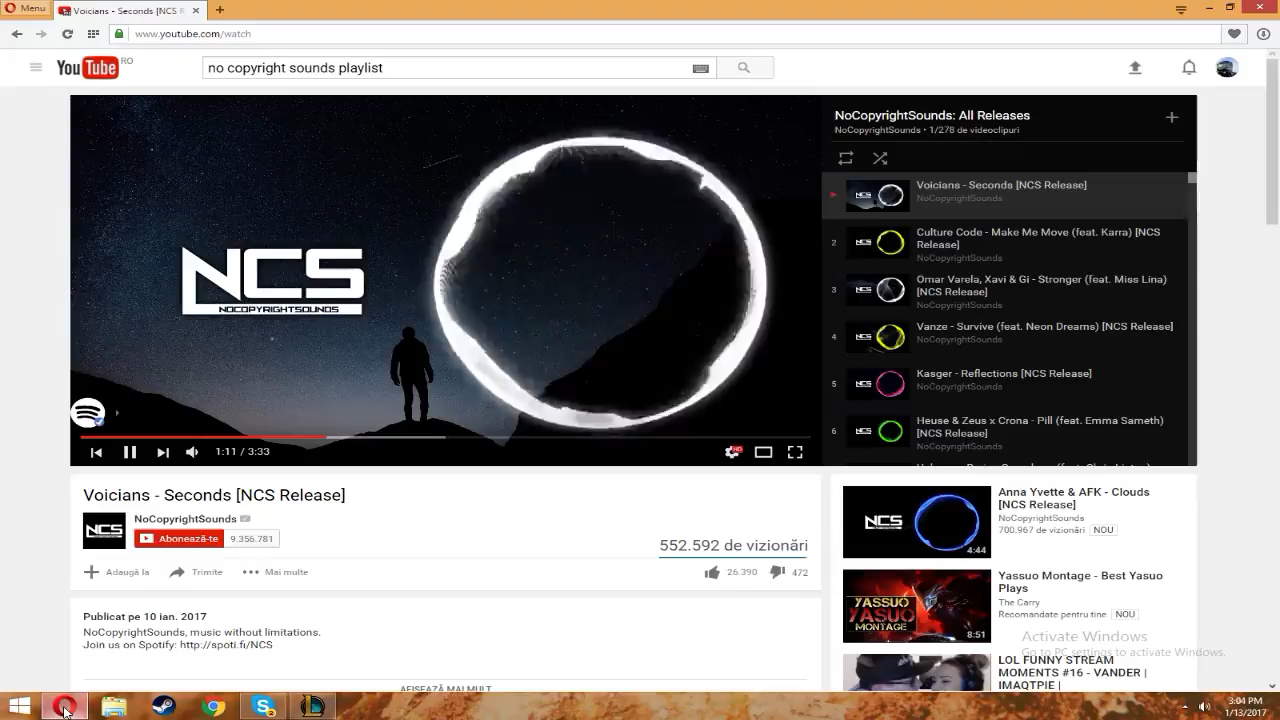 Menu
Voicians - Seconds [NCS R
www.youtube.com/watch
YouTube RO
no copyright sounds playlist
NCS
NOCOPYRIGHTSOUNDS
1:11 / 3:33
HD
NoCopyrightSounds: All Releases
NoCopyrightSounds • 1/278 de videoclipuri
Voicians - Seconds [NCS Release]
NoCopyrightSounds
2
NCS
Culture Code - Make Me Move (feat. Karra) [NCS
Release]
NoCopyrightSounds
3
NCS
Omar Varela, Xavi & Gi - Stronger (feat. Miss Lina)
[NCS Release]
NoCopyrightSounds
4
NCS
Vanze - Survive (feat. Neon Dreams) [NCS Release]
NoCopyrightSounds
5
NCS
Kasger - Reflections [NCS Release]
NoCopyrightSounds
6
NCS
Heuse & Zeus x Crona - Pill (feat. Emma Sameth)
[NCS Release]
NoCopyrightSounds
Voicians - Seconds [NCS Release]
NCS
NoCopyrightSounds
Abonează-te 9.356.781
552.592 de vizionări
Adaugă la Trimite Mai multe
26.390 472
Publicat pe 10 ian. 2017
NoCopyrightSounds, music without limitations.
Join us on Spotify: http://spoti.fi/NCS
AFIȘEAZĂ MAI MULT
NCS
4:44
Anna Yvette & AFK - Clouds
[NCS Release]
NoCopyrightSounds
700.967 de vizionări NOU
YASSUO
YASUO
MONTAGE
8:51
Yassuo Montage - Best Yasuo
Plays
The Carry
Recomandate pentru tine NOU
LOL FUNNY STREAM
MOMENTS #16 - VANDER |
IMAQTPIE |
Activate Windows
Go to PC settings to activate Windows.
3:04 PM
1/13/2017